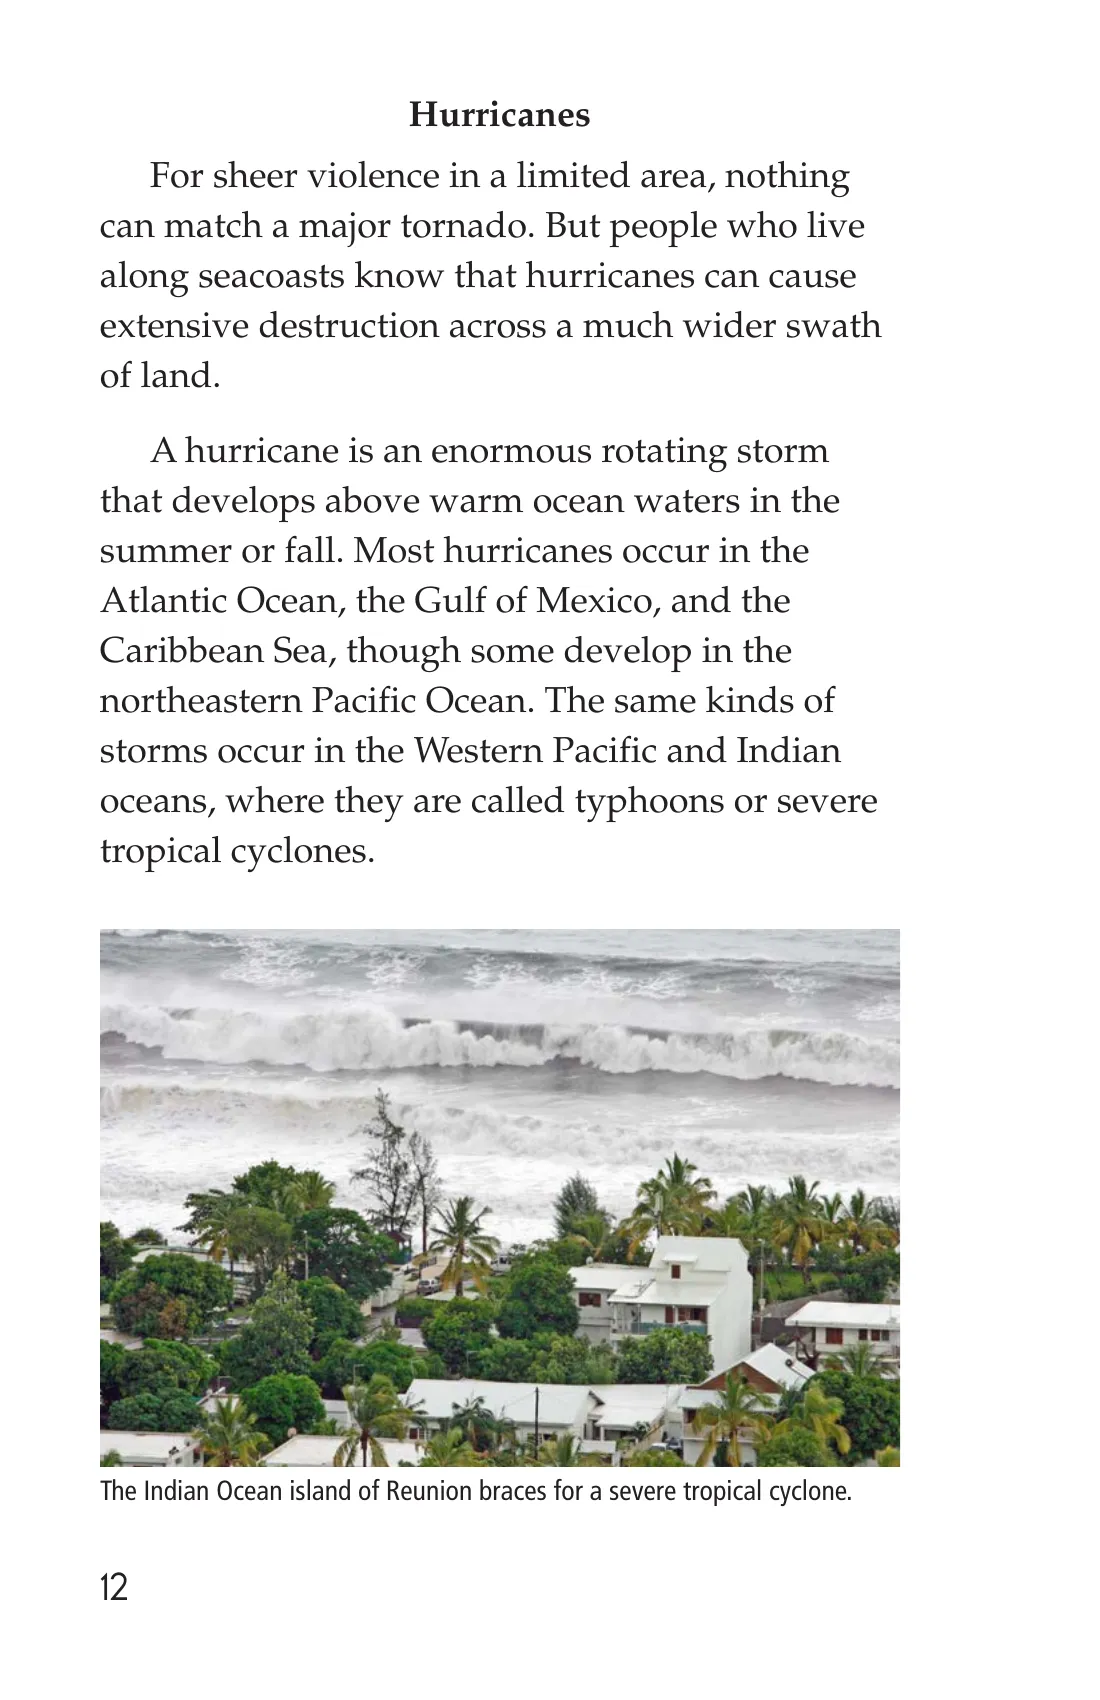 Hurricanes
For sheer violence in a limited area, nothing
can match a major tornado. But people who live
along seacoasts know that hurricanes can cause
extensive destruction across a much wider swath
of land.
A hurricane is an enormous rotating storm
that develops above warm ocean waters in the
summer or fall. Most hurricanes occur in the
Atlantic Ocean, the Gulf of Mexico, and the
Caribbean Sea, though some develop in the
northeastern Pacific Ocean. The same kinds of
storms occur in the Western Pacific and Indian
oceans, where they are called typhoons or severe
tropical cyclones.
The Indian Ocean island of Reunion braces for a severe tropical cyclone.
12